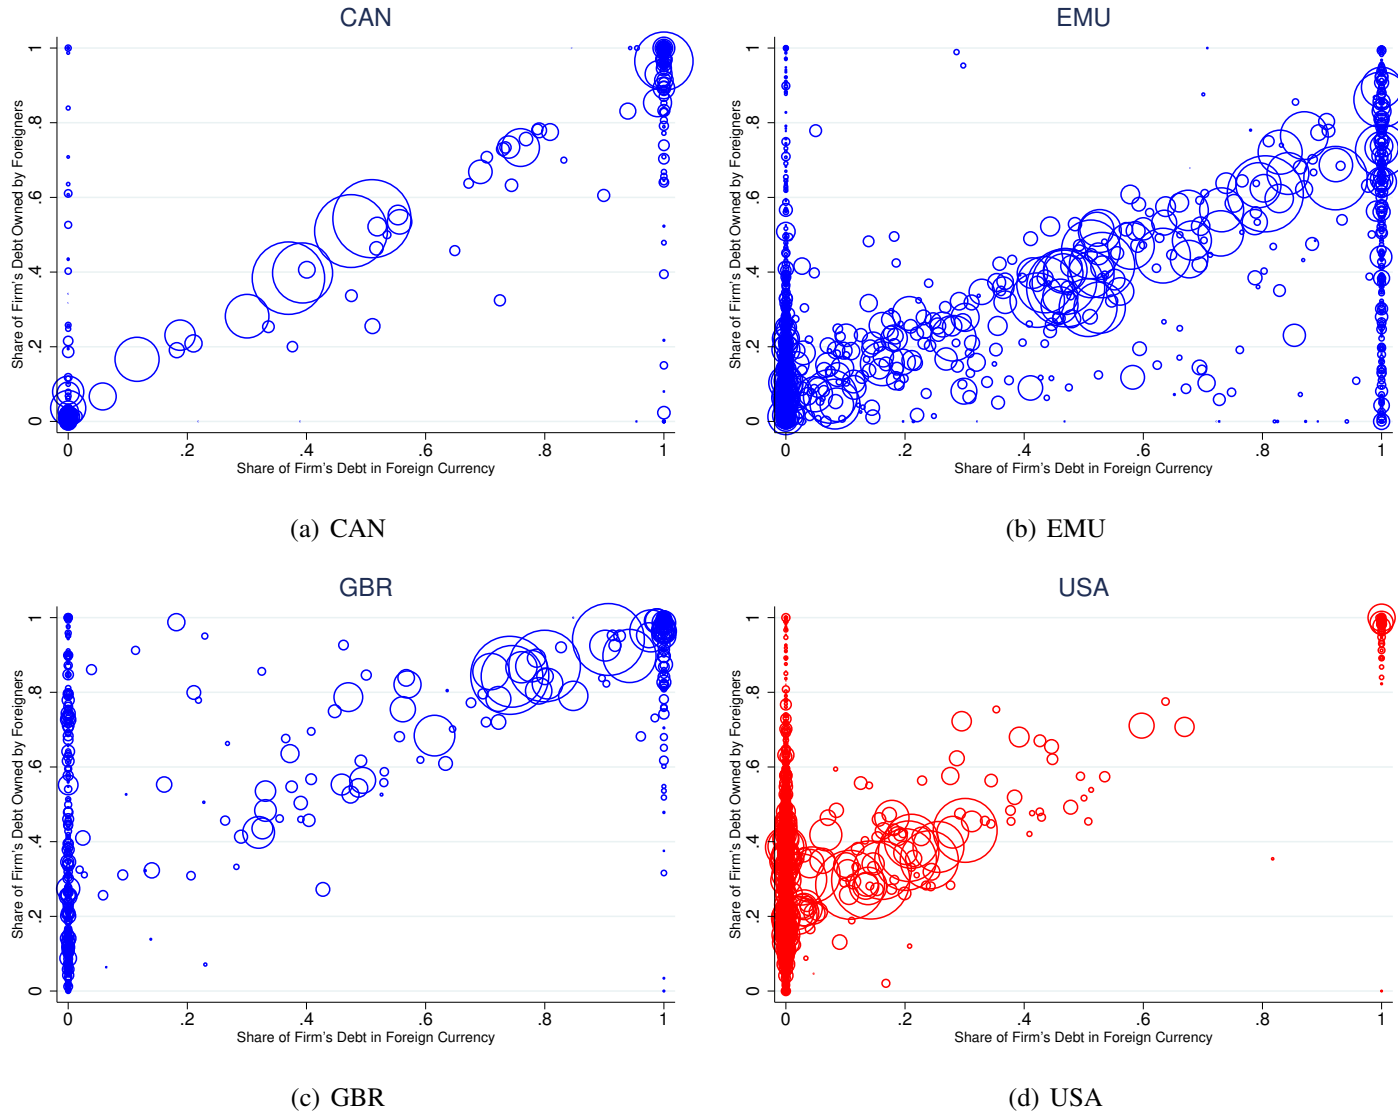 CAN
Share of Firm's Debt Owned by Foreigners
1
.8
.6
.4
.2
0
0 .2 .4 .6 .8 1
Share of Firm's Debt in Foreign Currency
(a) CAN
EMU
Share of Firm's Debt Owned by Foreigners
1
.8
.6
.4
.2
0
0 .2 .4 .6 .8 1
Share of Firm's Debt in Foreign Currency
(b) EMU
GBR
Share of Firm's Debt Owned by Foreigners
1
.8
.6
.4
.2
0
0 .2 .4 .6 .8 1
Share of Firm's Debt in Foreign Currency
(c) GBR
USA
Share of Firm's Debt Owned by Foreigners
1
.8
.6
.4
.2
0
0 .2 .4 .6 .8 1
Share of Firm's Debt in Foreign Currency
(d) USA